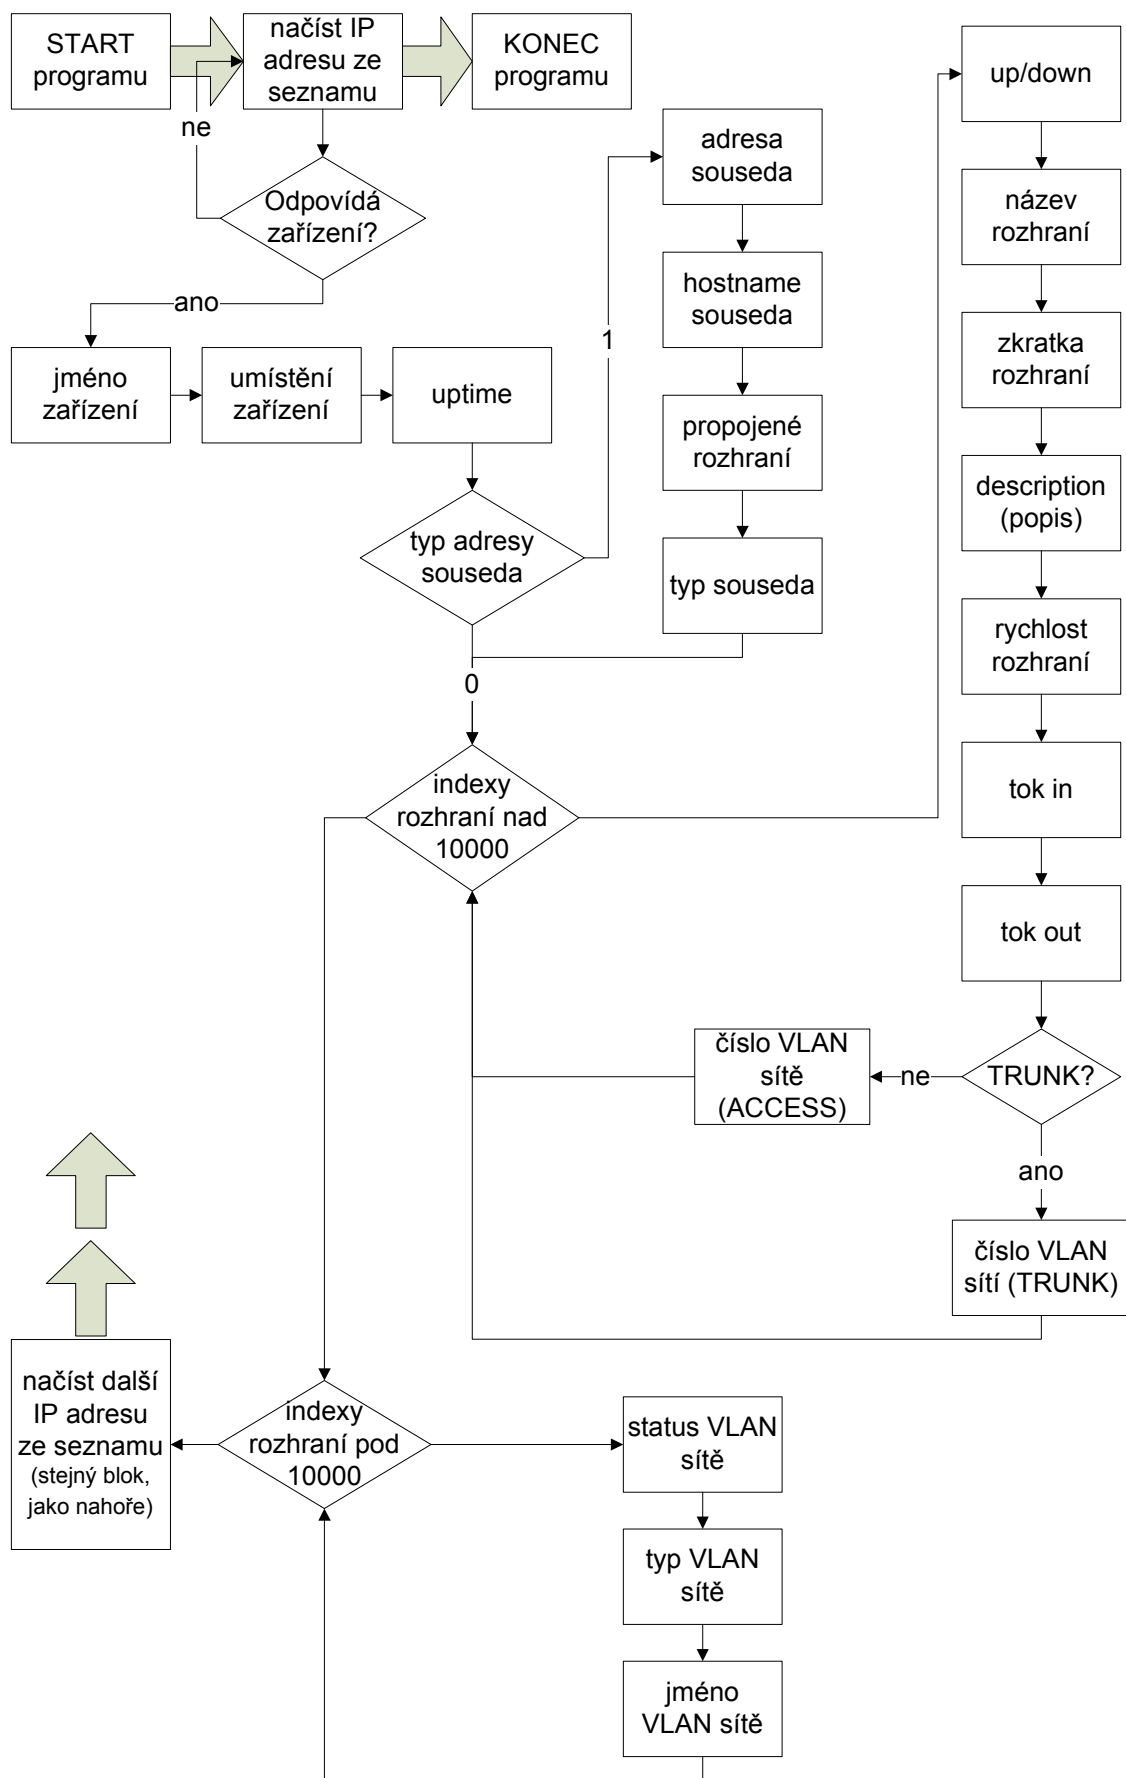 START
programu
načíst IP
adresu ze
seznamu
KONEC
programu
ne
Odpovídá
zařízení?
ano
jméno
zařízení
umístění
zařízení
uptime
typ adresy
souseda
1
adresa
souseda
hostname
souseda
propojené
rozhraní
typ souseda
0
indexy
rozhraní nad
10000
up/down
název
rozhraní
zkratka
rozhraní
description
(popis)
rychlost
rozhraní
tok in
tok out
TRUNK?
ne
číslo VLAN
sítě
(ACCESS)
ano
číslo VLAN
sítí (TRUNK)
indexy
rozhraní pod
10000
načíst další
IP adresu
ze seznamu
(stejný blok,
jako nahoře)
status VLAN
sítě
typ VLAN
sítě
jméno
VLAN sítě